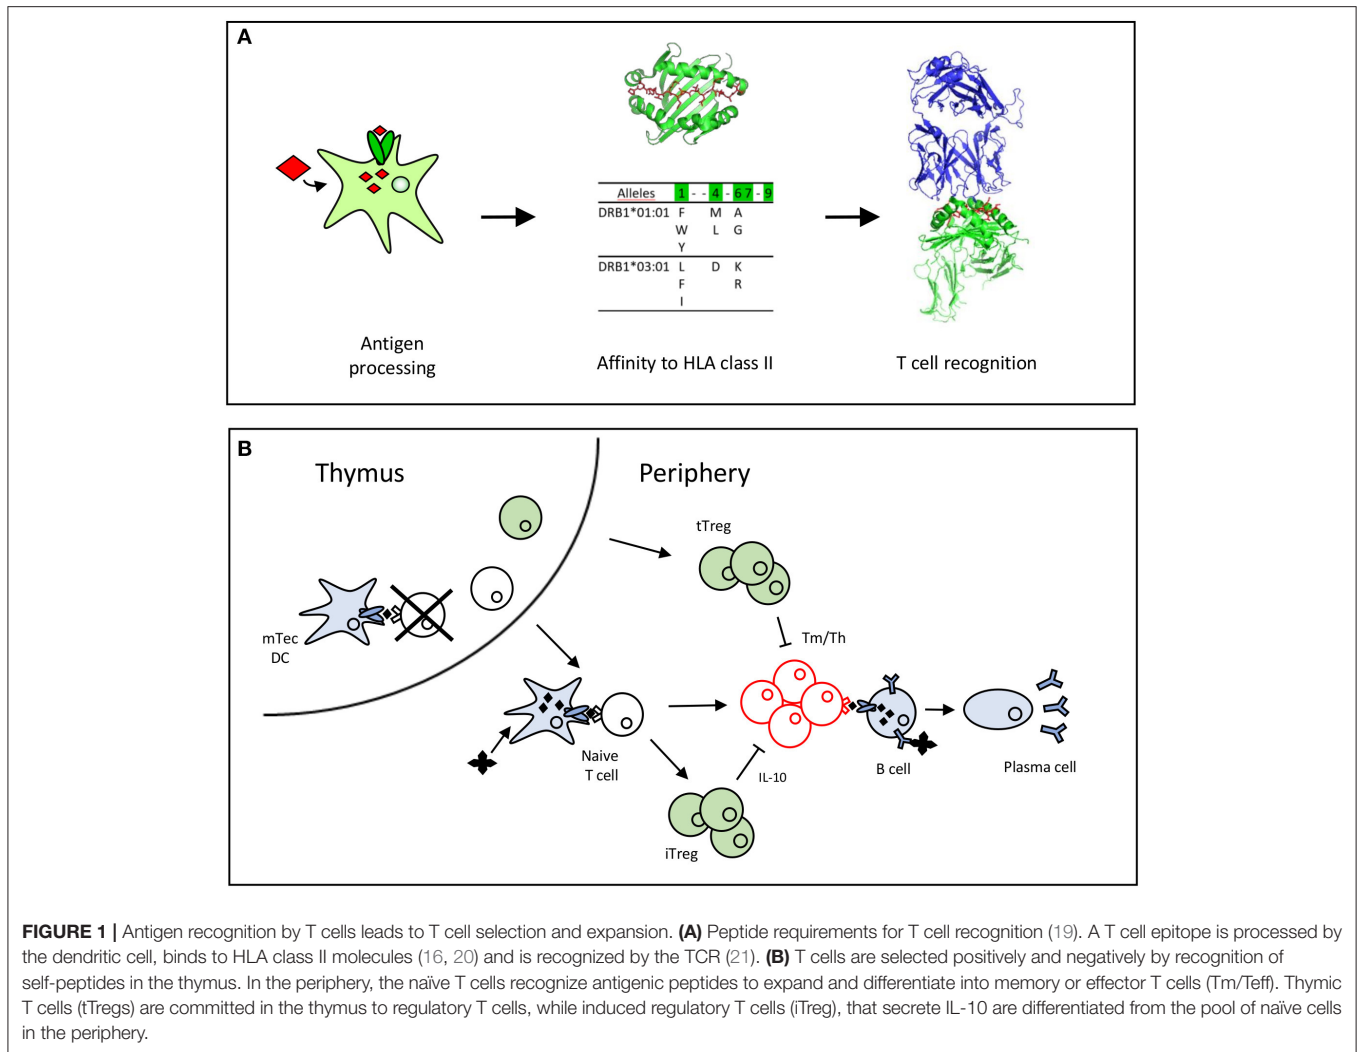 A
Alleles 1 - - 4 - 6 7 - 9
DRB1*01:01 F M A
W L G
Y
DRB1*03:01 L D K
F R
I
Antigen
processing
Affinity to HLA class II
T cell recognition
B
Thymus
Periphery
tTreg
mTec
DC
Tm/Th
Naive
T cell
IL-10
B cell
Plasma cell
iTreg
FIGURE 1 | Antigen recognition by T cells leads to T cell selection and expansion. (A) Peptide requirements for T cell recognition (19). A T cell epitope is processed by
the dendritic cell, binds to HLA class II molecules (16, 20) and is recognized by the TCR (21). (B) T cells are selected positively and negatively by recognition of
self-peptides in the thymus. In the periphery, the naïve T cells recognize antigenic peptides to expand and differentiate into memory or effector T cells (Tm/Teff). Thymic
T cells (tTregs) are committed in the thymus to regulatory T cells, while induced regulatory T cells (iTreg), that secrete IL-10 are differentiated from the pool of naïve cells
in the periphery.